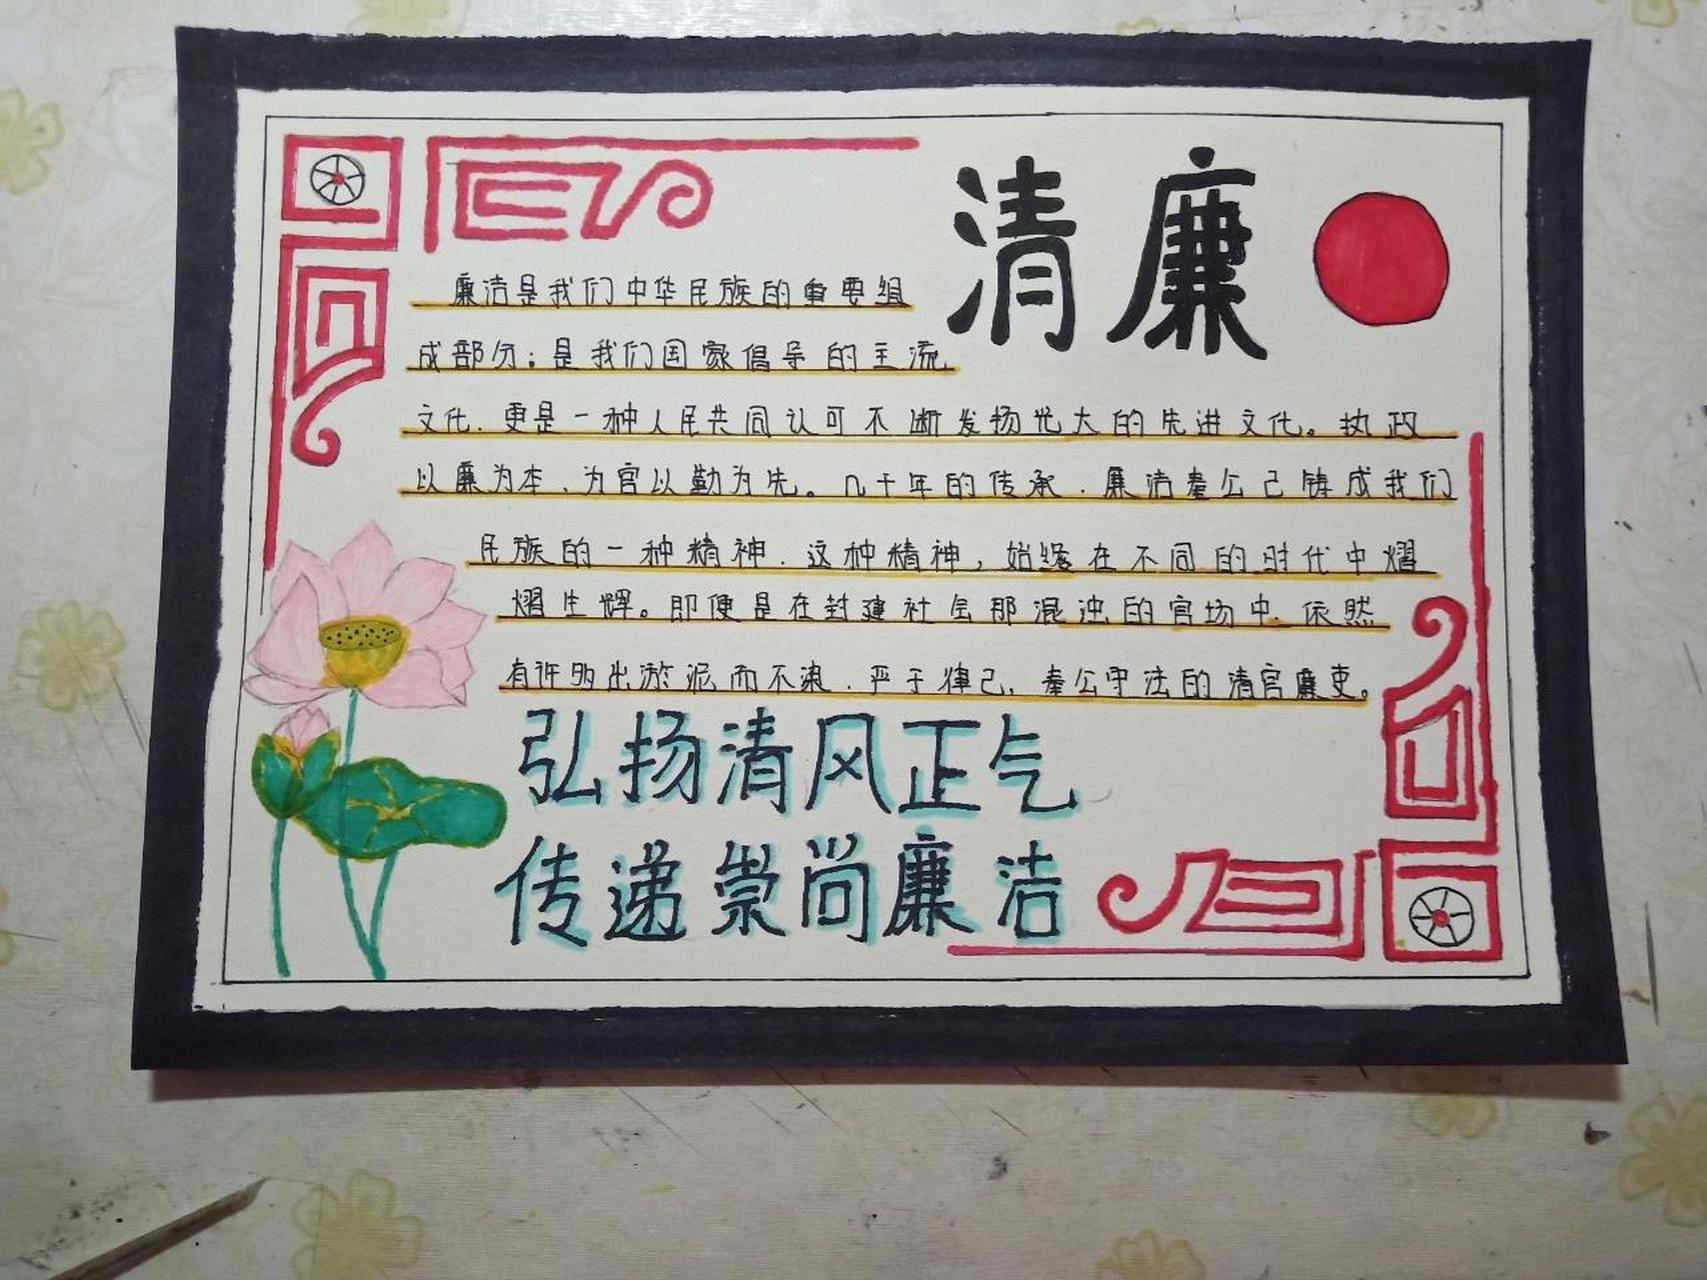 清廉
廉洁是我们中华民族的重要组
成部分；是我们国家倡导的主流
文化.更是一种人民共同认可不断发扬光大的先进文化。执政
以廉为本、为官以勤为先。几十年的传承.廉洁奉公己铸成我们
民族的一种精神.这种精神，始缘在不同的时代中熠
熠生辉。即使是在封建社会那混浊的官场中.依然
有许多出淤泥而不染.严于律己，奉公守法的清官廉吏。
弘扬清风正气
传递崇尚廉洁